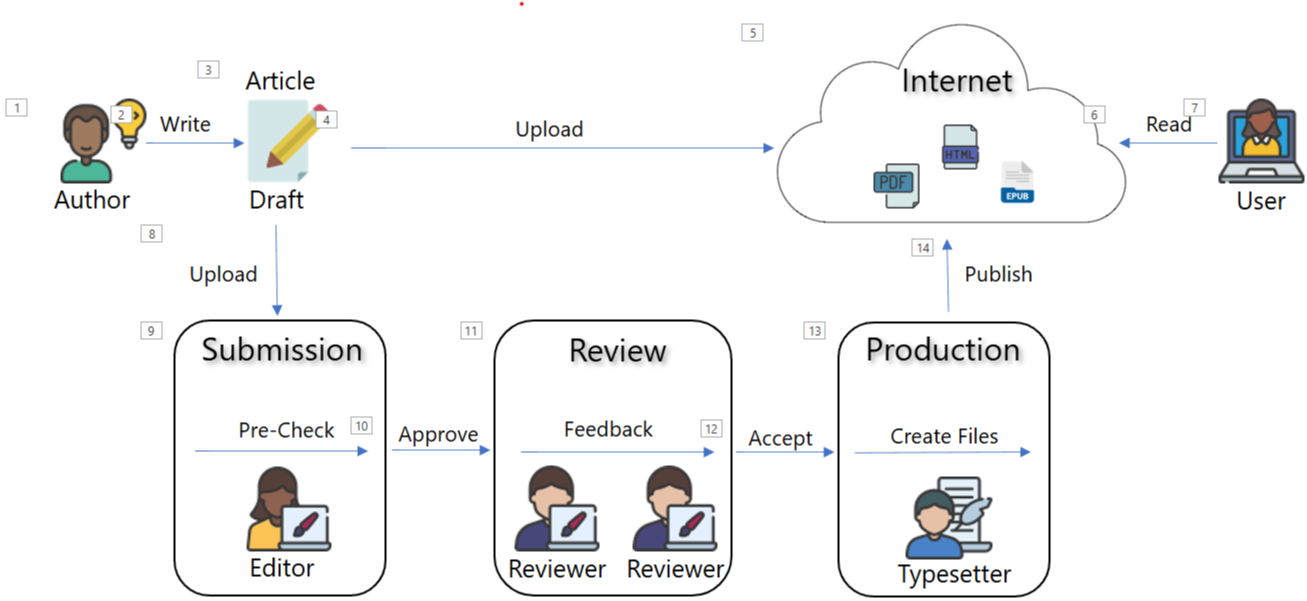 5
3
Article
Internet
1
2
Write
4
Upload
HTML
PDF
EPUB
6
7
Read
Author
Draft
User
8
Upload
14
Publish
9
Submission
11
Review
13
Production
Pre-Check
10
Approve
Feedback
12
Accept
Create Files
Editor
Reviewer
Reviewer
Typesetter